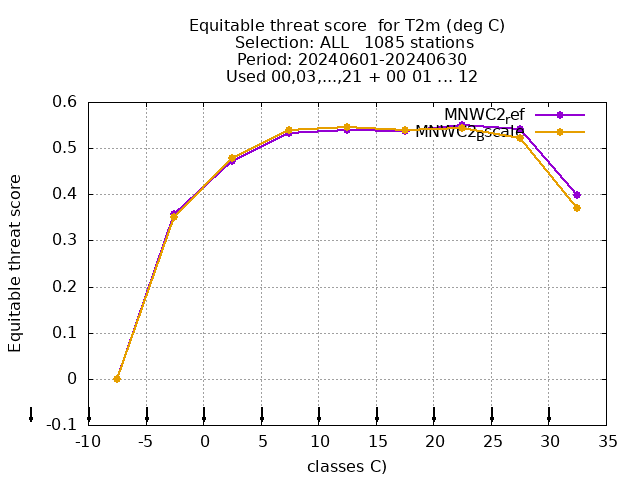 Equitable threat score  for T2m (deg C)
Selection: ALL   1085 stations
Period: 20240601-20240630
Used 00,03,...,21 + 00 01 ... 12
MNWC2ref
MNWC2Bscale
Equitable threat score
0.6
0.5
0.4
0.3
0.2
0.1
0
-0.1
-10 -5 0 5 10 15 20 25 30 35
classes C)